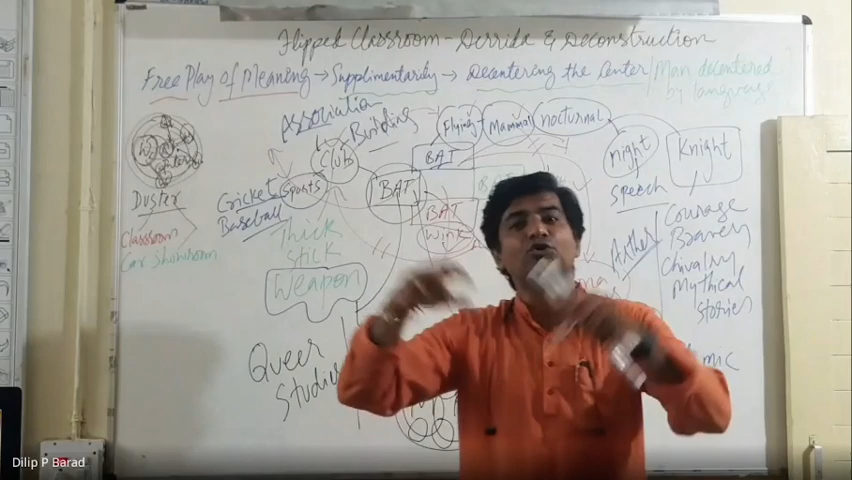 Flipped Classroom - Derrida & Deconstruction
Free Play of Meaning → Supplimentarity → Decentering the Center / Man decentered
by language
Association
Building
Flying
Mammal
nocturnal
Club
BAT
night
Knight
Duster
Cricket
Sports
BAT
Speech
Baseball
BAT
Wink
Courage
Classroom
Car Showroom
Thick
Stick
Bravery
Chivalry
Weapon
Mythical
Stories
Queer
Studies
Dilip P Barad